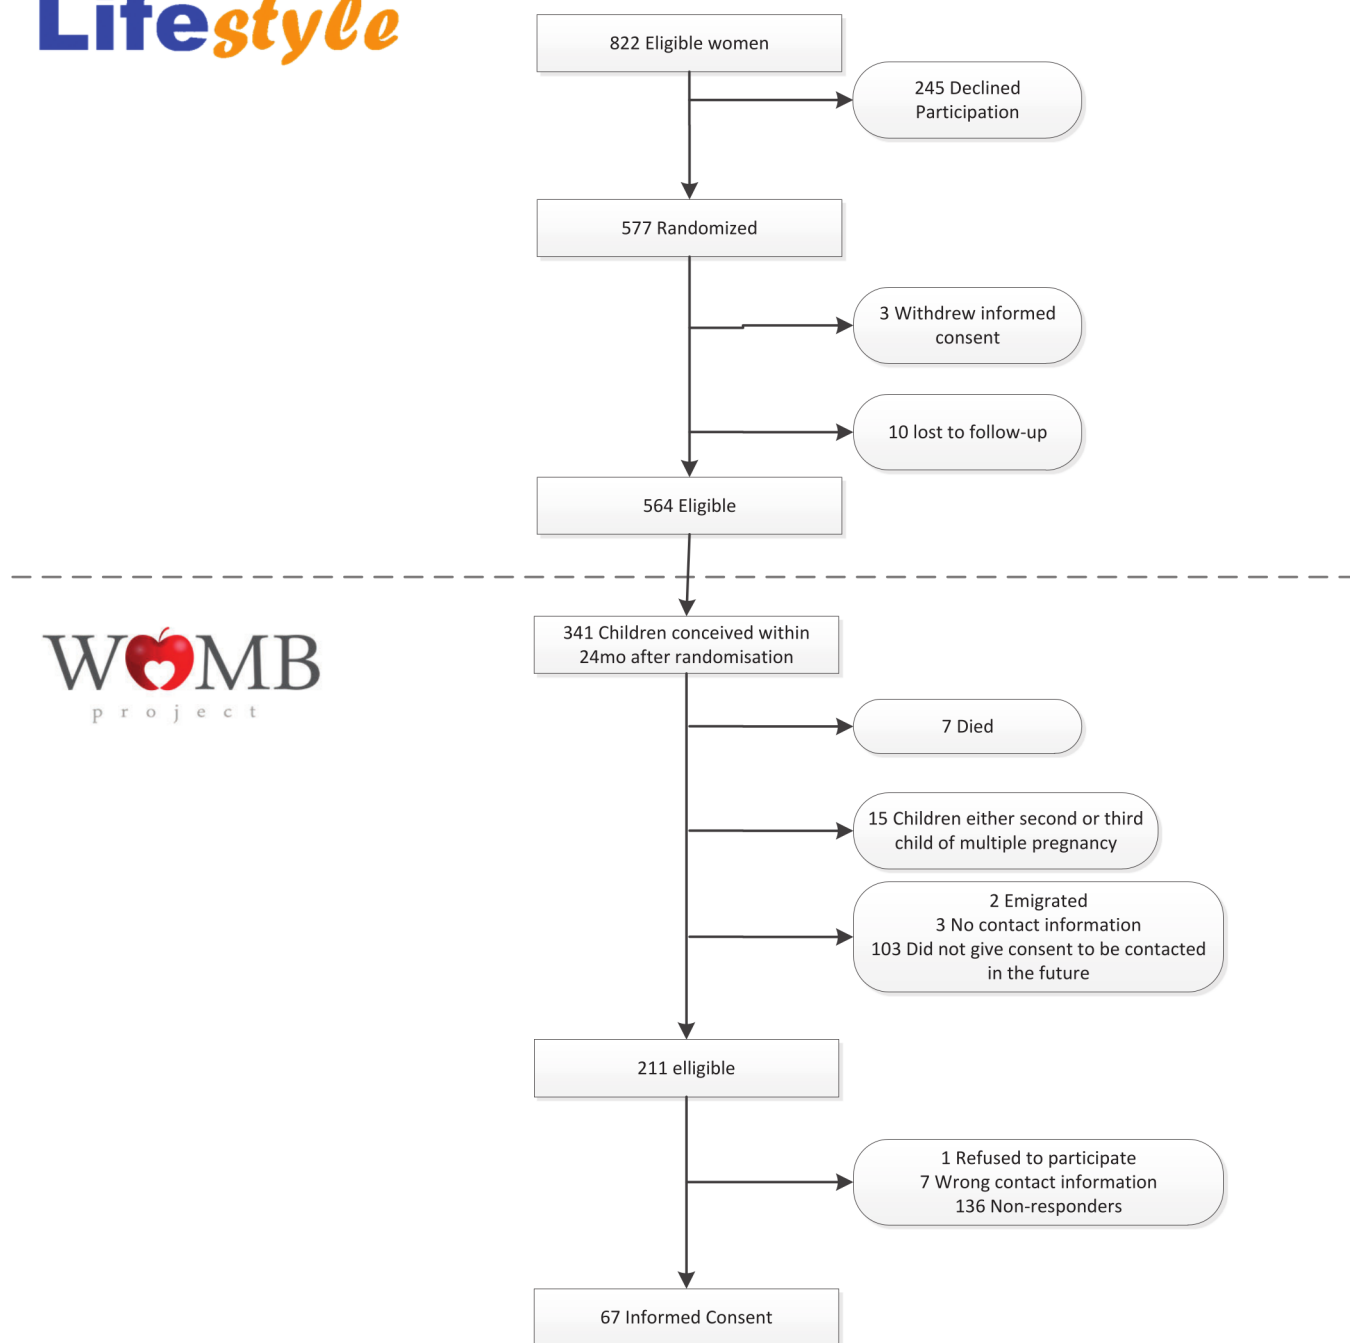 Lifestyle
822 Eligible women
245 Declined
Participation
577 Randomized
3 Withdrew informed
consent
10 lost to follow-up
564 Eligible
341 Children conceived within
24mo after randomisation
WOMB
project
7 Died
15 Children either second or third
child of multiple pregnancy
2 Emigrated
3 No contact information
103 Did not give consent to be contacted
in the future
211 elligible
1 Refused to participate
7 Wrong contact information
136 Non-responders
67 Informed Consent